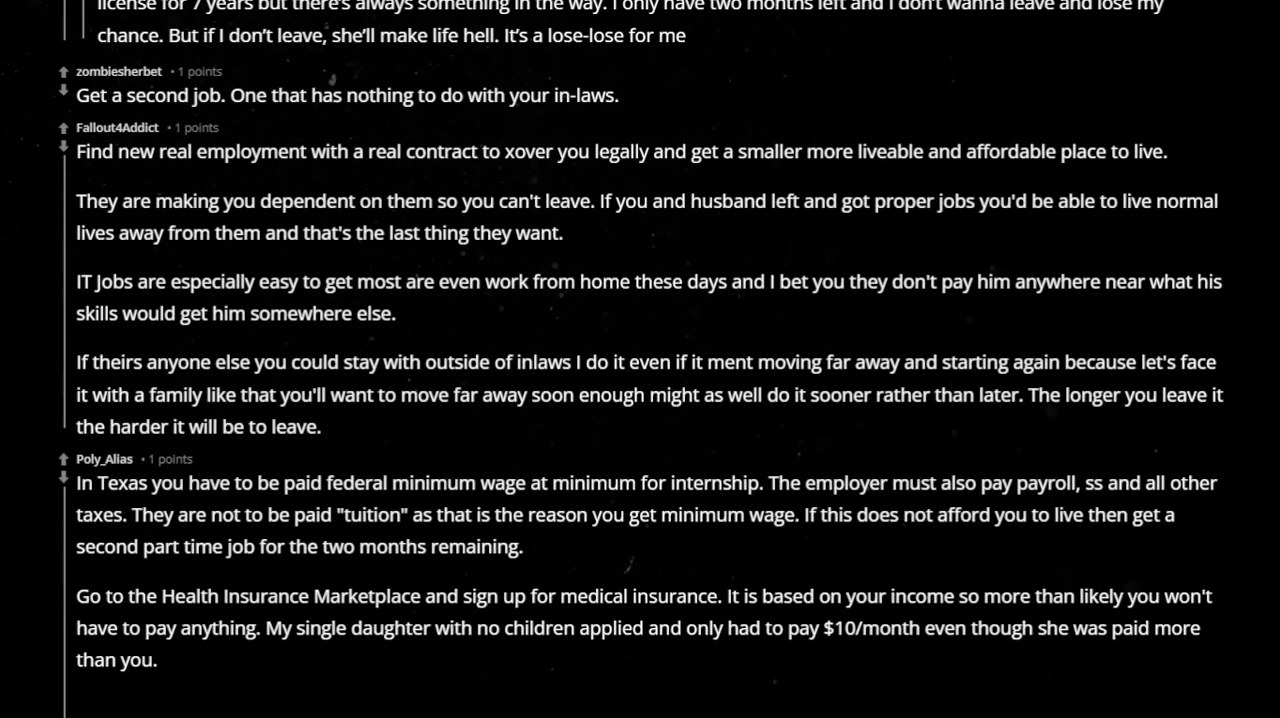 license for 7 years but there's always something in the way. I only have two months left and I don't wanna leave and lose my
chance. But if I don't leave, she'll make life hell. It's a lose-lose for me
zombiesherbet • 1 points
Get a second job. One that has nothing to do with your in-laws.
Fallout4Addict • 1 points
Find new real employment with a real contract to xover you legally and get a smaller more liveable and affordable place to live.
They are making you dependent on them so you can't leave. If you and husband left and got proper jobs you'd be able to live normal
lives away from them and that's the last thing they want.
IT Jobs are especially easy to get most are even work from home these days and I bet you they don't pay him anywhere near what his
skills would get him somewhere else.
If theirs anyone else you could stay with outside of inlaws I do it even if it ment moving far away and starting again because let's face
it with a family like that you'll want to move far away soon enough might as well do it sooner rather than later. The longer you leave it
the harder it will be to leave.
Poly_Alias • 1 points
In Texas you have to be paid federal minimum wage at minimum for internship. The employer must also pay payroll, ss and all other
taxes. They are not to be paid "tuition" as that is the reason you get minimum wage. If this does not afford you to live then get a
second part time job for the two months remaining.
Go to the Health Insurance Marketplace and sign up for medical insurance. It is based on your income so more than likely you won't
have to pay anything. My single daughter with no children applied and only had to pay $10/month even though she was paid more
than you.